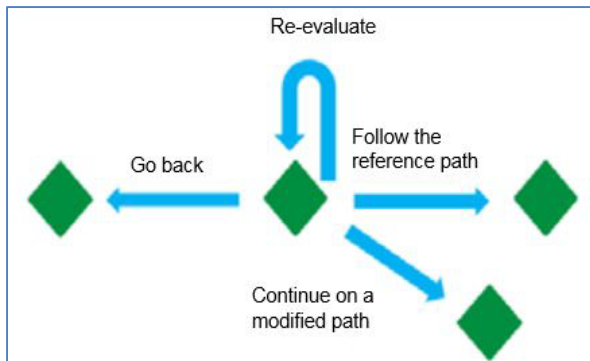 Re-evaluate
Go back
Follow the
reference path
Continue on a
modified path